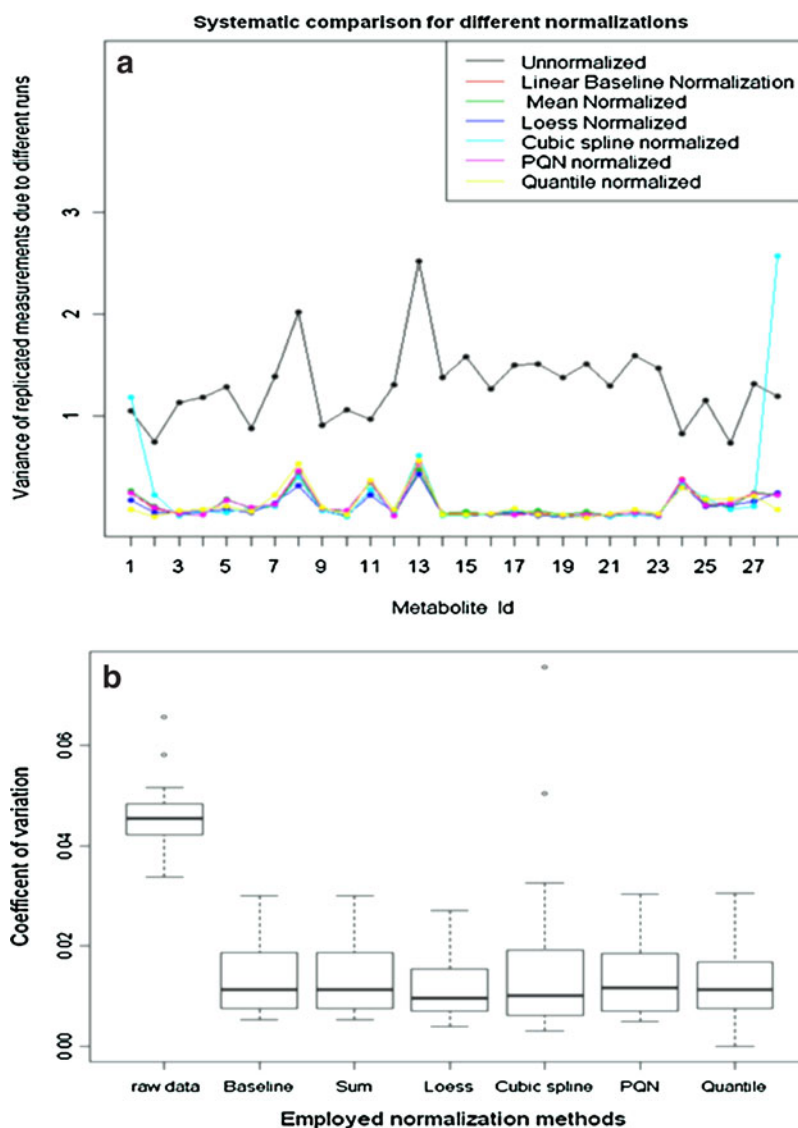 Systematic comparison for different normalizations
a
Unnormalized
Linear Baseline Normalization
Mean Normalized
Loess Normalized
Cubic spline normalized
PQN normalized
Quantile normalized
Variance of replicated measurements due to different runs
3
2
1
1 3 5 7 9 11 13 15 17 19 21 23 25 27
Metabolite Id
b
Coefficent of variation
0.06
0.04
0.02
0.00
raw data Baseline Sum Loess Cubic spline PQN Quantile
Employed normalization methods